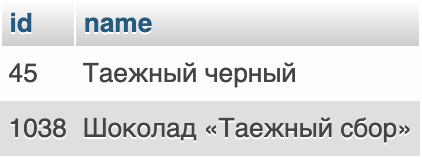 id name
45 Таежный черный
1038 Шоколад «Таежный сбор»